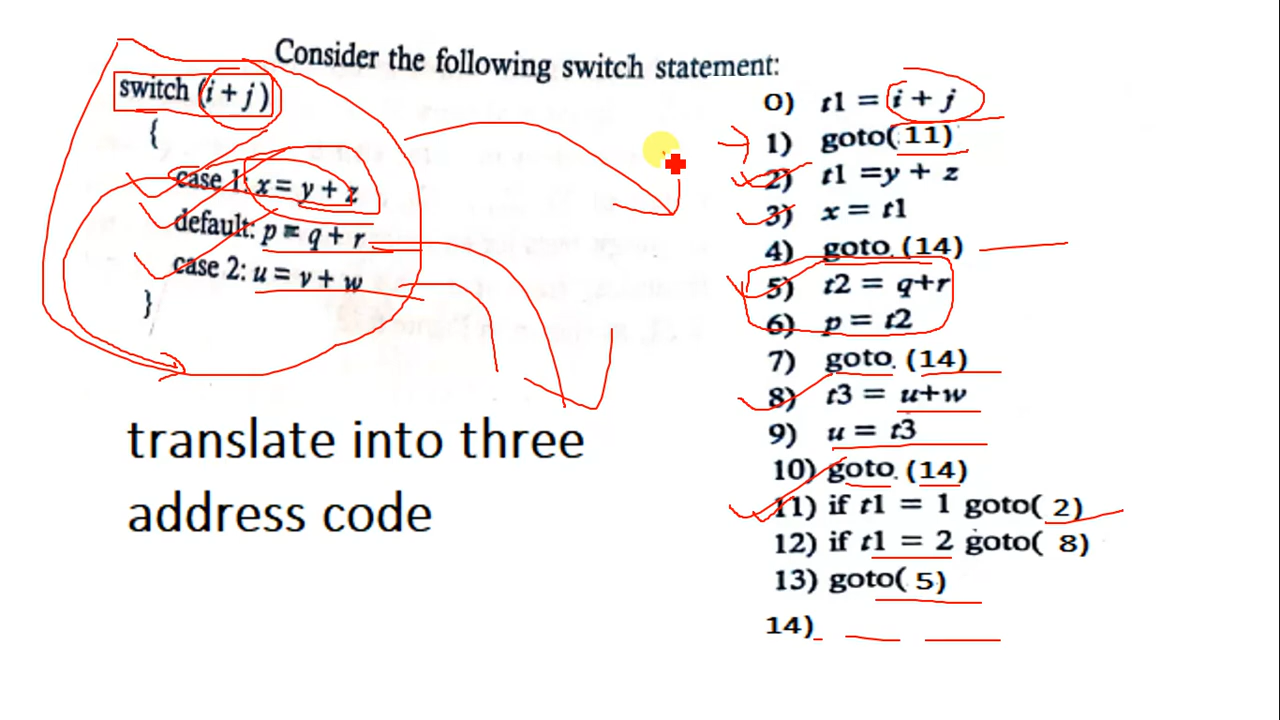 Consider the following switch statement:
switch (i + j)
{
case 1: x = y + z
default: p = q + r
case 2: u = v + w
}
translate into three
address code
0) t1 = i + j
1) goto( 11)
2) t1 =y + z
3) x = t1
4) goto. (14)
5) t2 = q+r
6) p = t2
7) goto. (14)
8) t3 = u+w
9) u = t3
10) goto. (14)
11) if t1 = 1 goto( 2)
12) if t1 = 2 goto( 8)
13) goto( 5)
14)